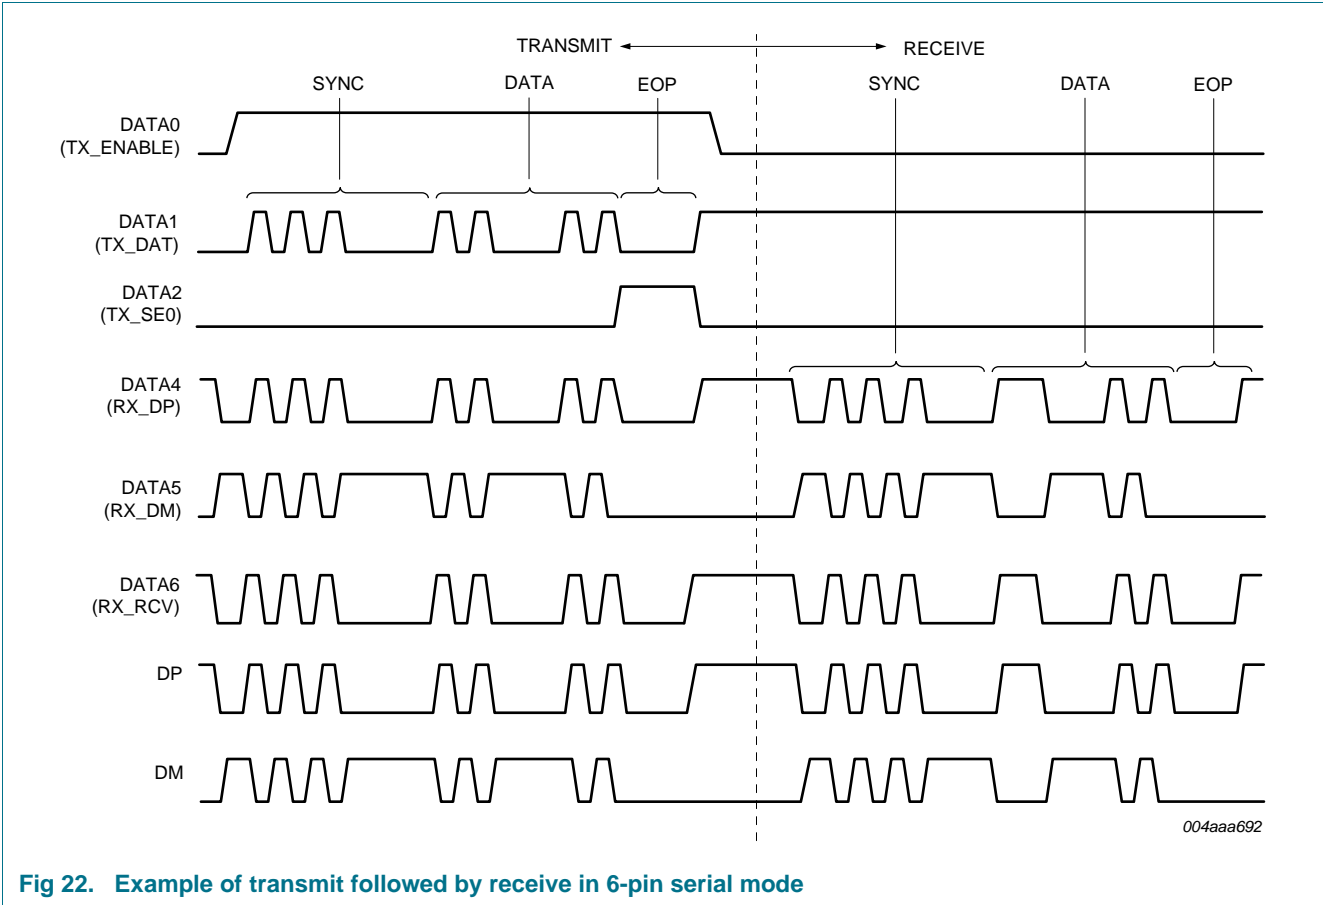 TRANSMIT RECEIVE
SYNC DATA EOP SYNC DATA EOP
DATA0
(TX_ENABLE)
DATA1
(TX_DAT)
DATA2
(TX_SE0)
DATA4
(RX_DP)
DATA5
(RX_DM)
DATA6
(RX_RCV)
DP
DM
004aaa692
Fig 22. Example of transmit followed by receive in 6-pin serial mode